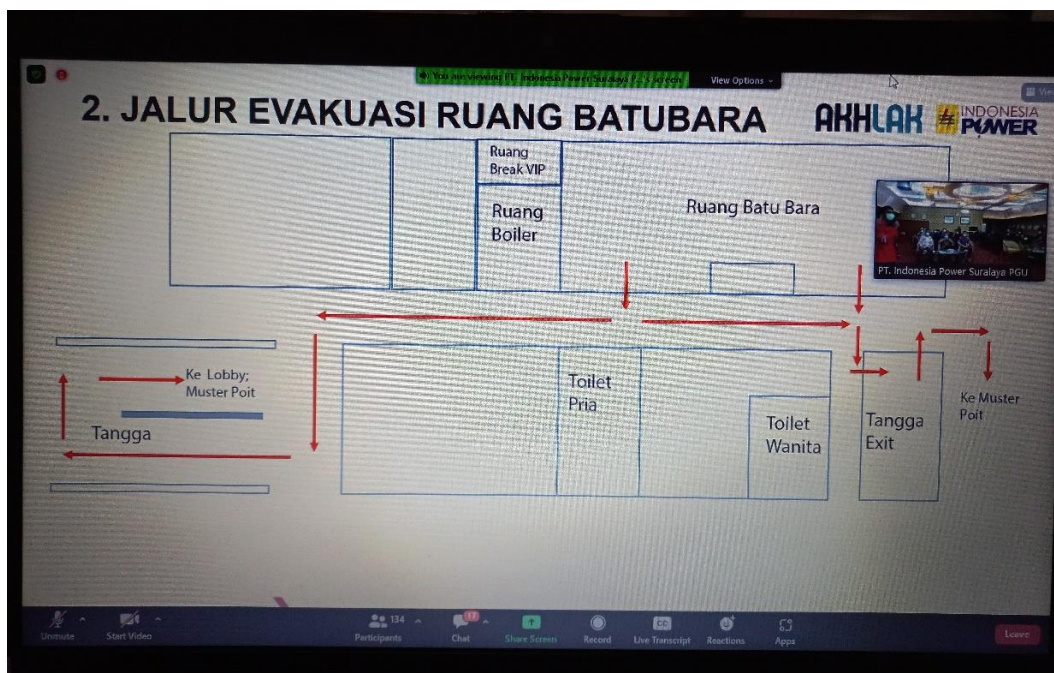 You are viewing PT. Indonesia Power Suralaya P...'s screen
View Options
2. JALUR EVAKUASI RUANG BATUBARA
AKHLAK
INDONESIA
POWER
Ruang
Break VIP
Ruang
Boiler
Ruang Batu Bara
PT. Indonesia Power Suralaya PGU
Ke Lobby;
Muster Poit
Tangga
Toilet
Pria
Toilet
Wanita
Tangga
Exit
Ke Muster
Poit
Unmute
Start Video
134
Participants
17
Chat
Share Screen
Record
CC
Live Transcript
Reactions
Apps
Leave